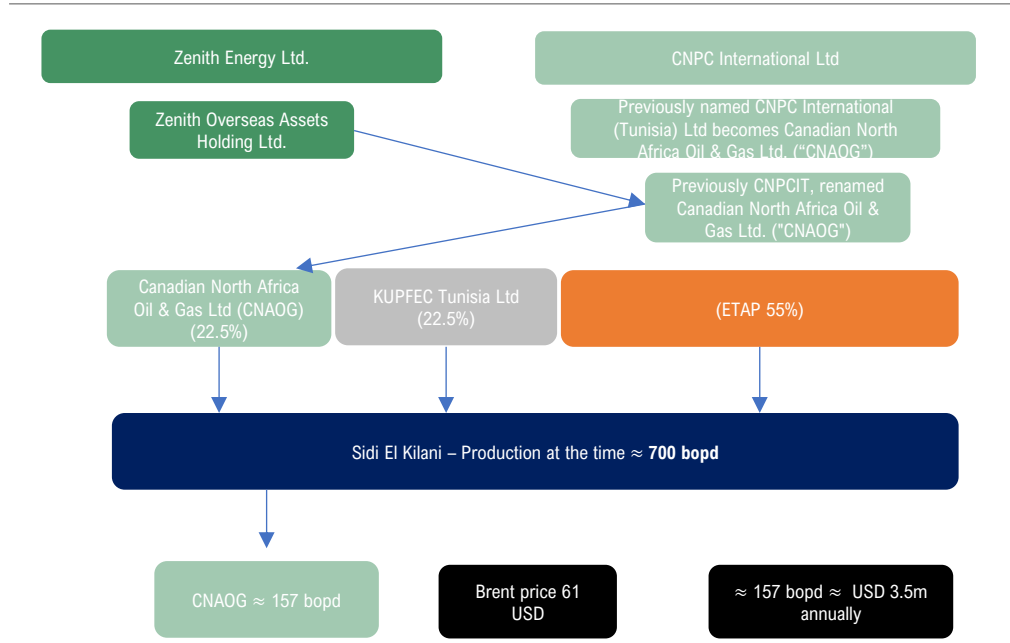 Zenith Energy Ltd.
CNPC International Ltd
Zenith Overseas Assets
Holding Ltd.
Previously named CNPC International
(Tunisia) Ltd becomes Canadian North
Africa Oil & Gas Ltd. (“CNAOG”)
Previously CNPCIT, renamed
Canadian North Africa Oil &
Gas Ltd. ("CNAOG")
Canadian North Africa
Oil & Gas Ltd (CNAOG)
(22.5%)
KUPFEC Tunisia Ltd
(22.5%)
(ETAP 55%)
Sidi El Kilani – Production at the time ≈ 700 bopd
CNAOG ≈ 157 bopd
Brent price 61
USD
≈ 157 bopd ≈ USD 3.5m
annually